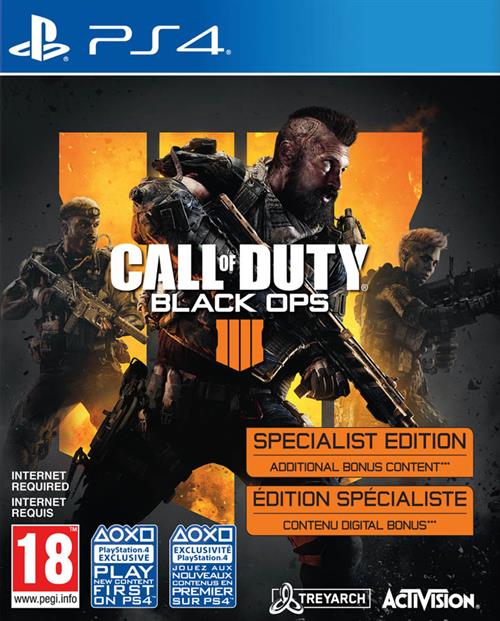 PS4
CALL OF DUTY
BLACK OPS
IIII
SPECIALIST EDITION
ADDITIONAL BONUS CONTENT***
ÉDITION SPÉCIALISTE
CONTENU DIGITAL BONUS***
INTERNET
REQUIRED
INTERNET
REQUIS
18
www.pegi.info
PlayStation.4
EXCLUSIVE
PLAY
NEW CONTENT
FIRST
ON PS4™
EXCLUSIVITÉ
PlayStation.4
JOUEZ AUX
NOUVEAUX
CONTENUS EN
PREMIER
SUR PS4™
TREYARCH
ACTIVISION®